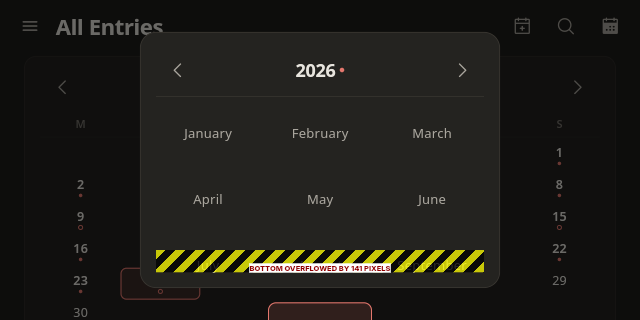 All Entries
2026
M
S
January February March
1
2
8
April May June
9
15
16
22
BOTTOM OVERFLOWED BY 141 PIXELS
23
29
30